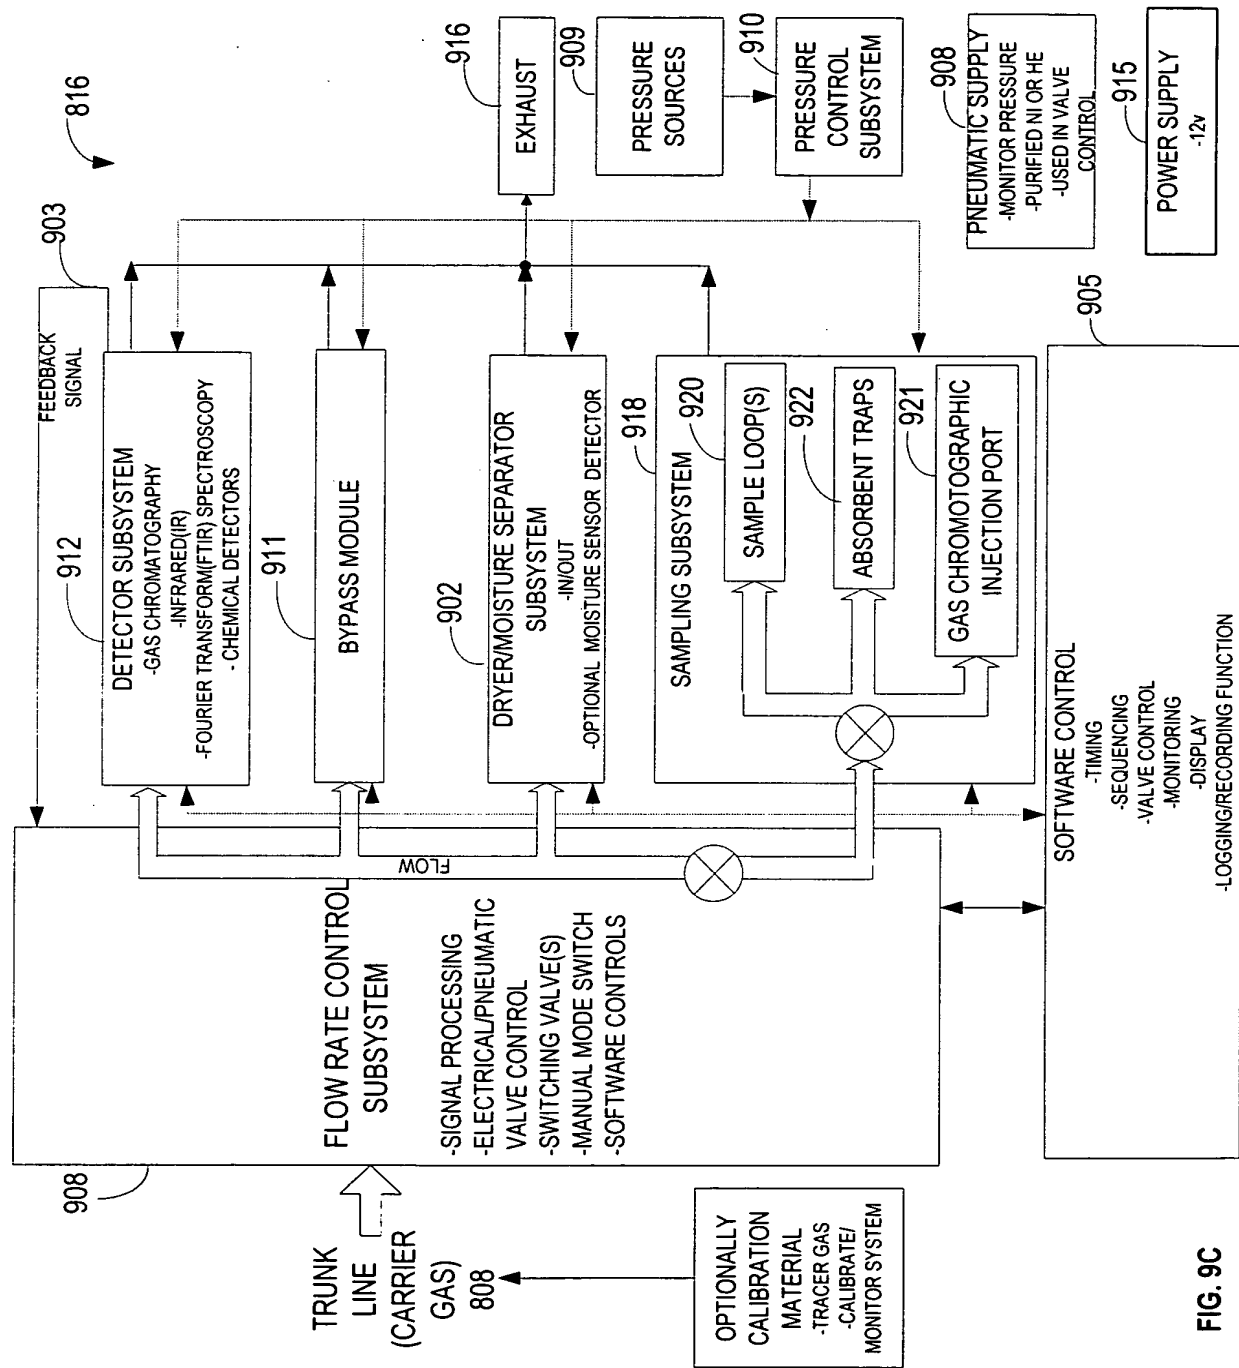 816
903
FEEDBACK
SIGNAL
912
DETECTOR SUBSYSTEM
-GAS CHROMATOGRAPHY
-INFRARED(IR)
-FOURIER TRANSFORM(FTIR) SPECTROSCOPY
- CHEMICAL DETECTORS
911
BYPASS MODULE
902
DRYER/MOISTURE SEPARATOR
SUBSYSTEM
-IN/OUT
-OPTIONAL MOISTURE SENSOR DETECTOR
918
SAMPLING SUBSYSTEM
920
SAMPLE LOOP(S)
922
ABSORBENT TRAPS
921
GAS CHROMOTOGRAPHIC
INJECTION PORT
916
EXHAUST
909
PRESSURE
SOURCES
910
PRESSURE
CONTROL
SUBSYSTEM
908
PNEUMATIC SUPPLY
-MONITOR PRESSURE
-PURIFIED NI OR HE
-USED IN VALVE
CONTROL
915
POWER SUPPLY
-12v
908
FLOW RATE CONTROL
SUBSYSTEM
-SIGNAL PROCESSING
-ELECTRICAL/PNEUMATIC
VALVE CONTROL
-SWITCHING VALVE(S)
-MANUAL MODE SWITCH
-SOFTWARE CONTROLS
FLOW
905
SOFTWARE CONTROL
-TIMING
-SEQUENCING
-VALVE CONTROL
-MONITORING
-DISPLAY
-LOGGING/RECORDING FUNCTION
TRUNK
LINE
(CARRIER
GAS)
808
OPTIONALLY
CALIBRATION
MATERIAL
-TRACER GAS
-CALIBRATE/
MONITOR SYSTEM
FIG. 9C